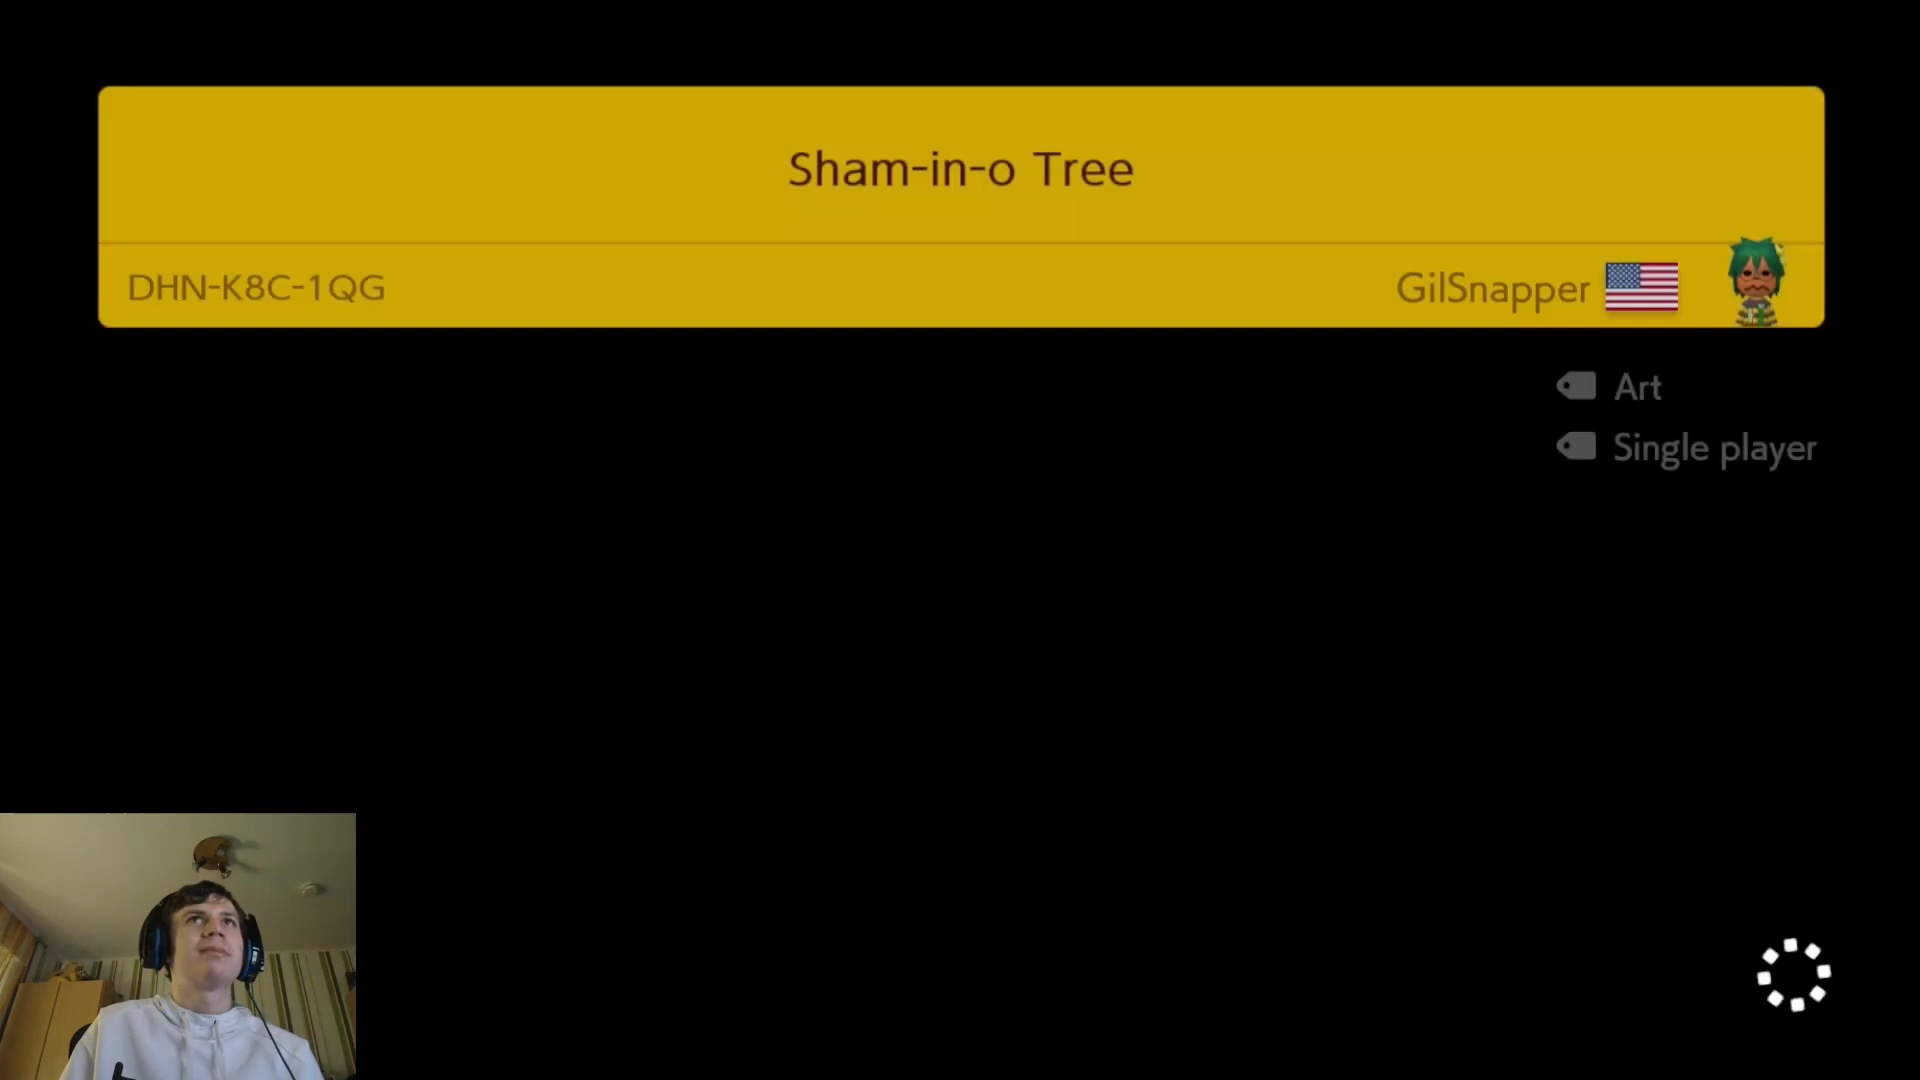 Sham-in-o Tree
DHN-K8C-1QG
GilSnapper
Art
Single player